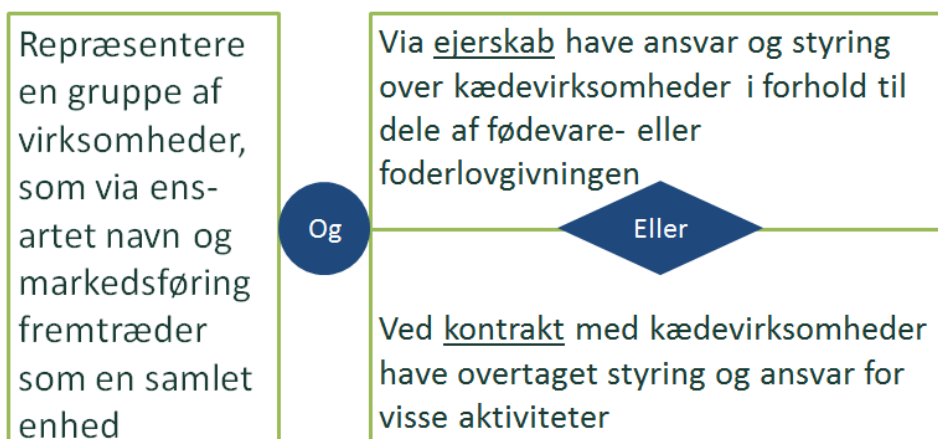 Repræsentere
en gruppe af
virksomheder,
som via ens-
artet navn og
markedsføring
fremtræder
som en samlet
enhed
Og
Via ejerskab have ansvar og styring
over kædevirksomheder i forhold til
dele af fødevare- eller
foderlovgivningen
Eller
Ved kontrakt med kædevirksomheder
have overtaget styring og ansvar for
visse aktiviteter